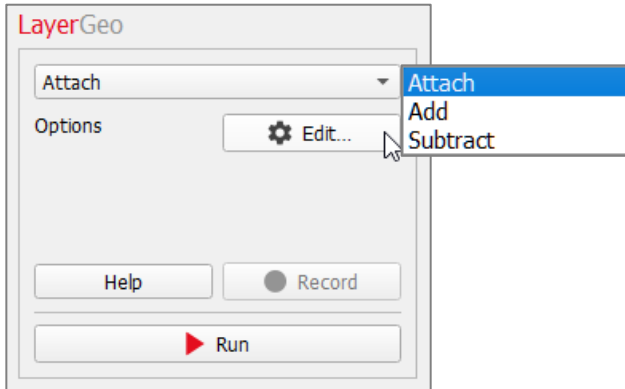 LayerGeo
Attach
Attach
Add
Subtract
Options
Edit...
Help
Record
Run